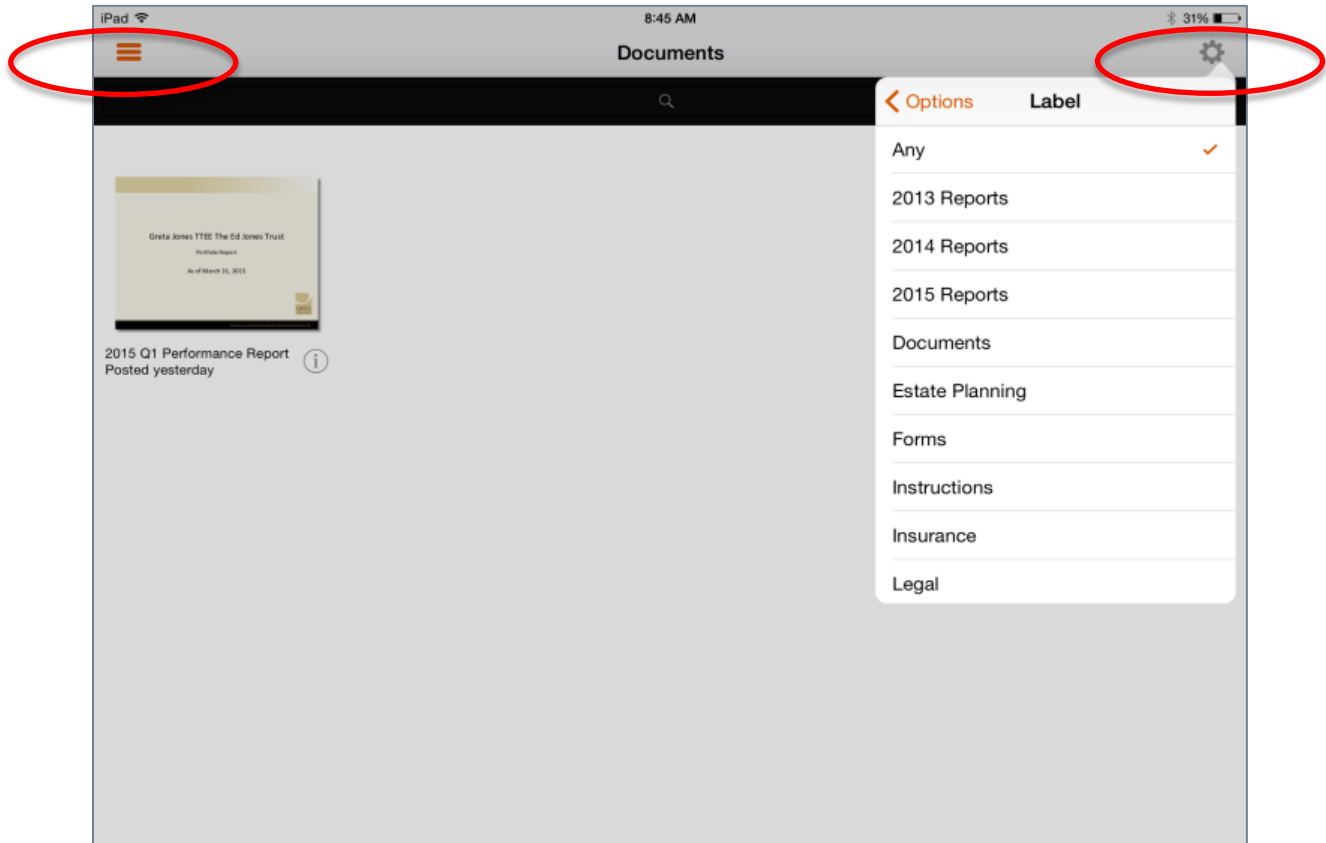 iPad 8:45 AM 31%
Documents
Options Label
Any
2013 Reports
2014 Reports
2015 Reports
Documents
Estate Planning
Forms
Instructions
Insurance
Legal
Greta Jones TTEE The Ed Jones Trust
Portfolio Report
As of March 31, 2015
2015 Q1 Performance Report
Posted yesterday